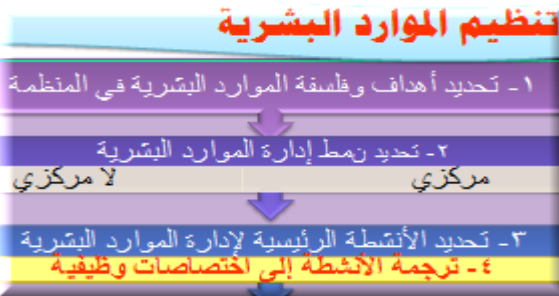 تنظيم الموارد البشرية
١- تحديد أهداف وفلسفة الموارد البشرية في المنظمة
٢- تحديد نمط إدارة الموارد البشرية
مركزي لا مركزي
٣- تحديد الأنشطة الرئيسية لإدارة الموارد البشرية
٤- ترجمة الأنشطة إلى اختصاصات وظيفية